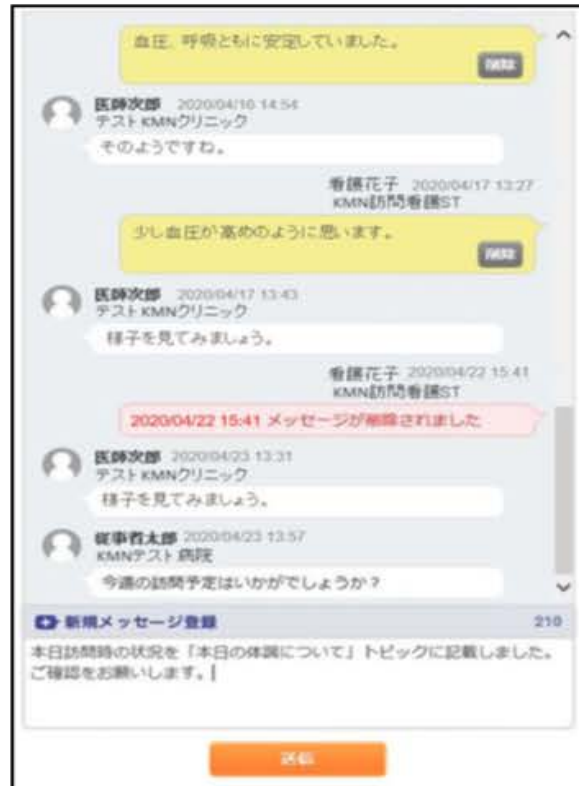 血圧、呼吸ともに安定していました。
削除
医師次郎 2020/04/16 14:54
テストKMNクリニック
そのようですね。
看護花子 2020/04/17 13:27
KMN訪問看護ST
少し血圧が高めのように思います。
削除
医師次郎 2020/04/17 13:43
テストKMNクリニック
様子を見てみましょう。
看護花子 2020/04/22 15:41
KMN訪問看護ST
2020/04/22 15:41 メッセージが削除されました
医師次郎 2020/04/23 13:31
テストKMNクリニック
様子を見てみましょう。
従事者太郎 2020/04/23 13:57
KMNテスト病院
今週の訪問予定はいかがでしょうか?
新規メッセージ登録 210
本日訪問時の状況を「本日の体調について」トピックに記載しました。
ご確認をお願いします。
送信